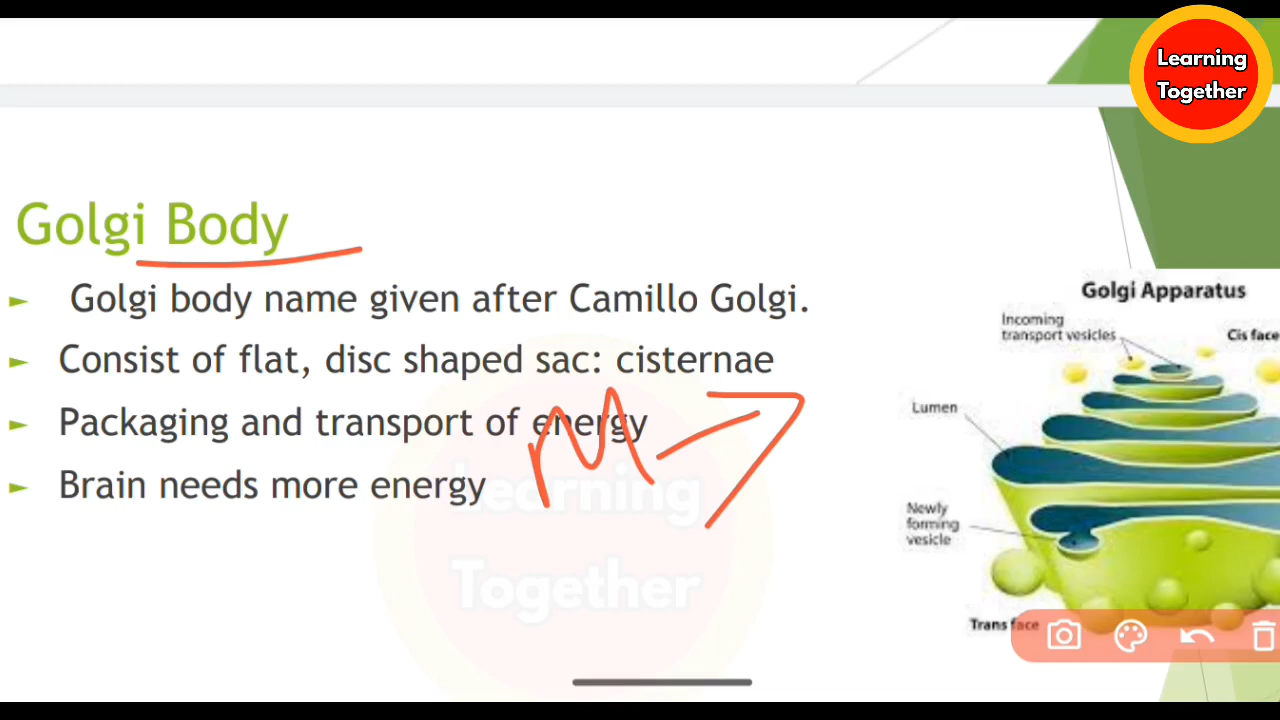 Learning
Together
Golgi Body
Golgi body name given after Camillo Golgi.
Consist of flat, disc shaped sac: cisternae
Packaging and transport of energy
Brain needs more energy
M
Learning
Together
Golgi Apparatus
Incoming
transport vesicles
Cis face
Lumen
Newly
forming
vesicle
Trans face